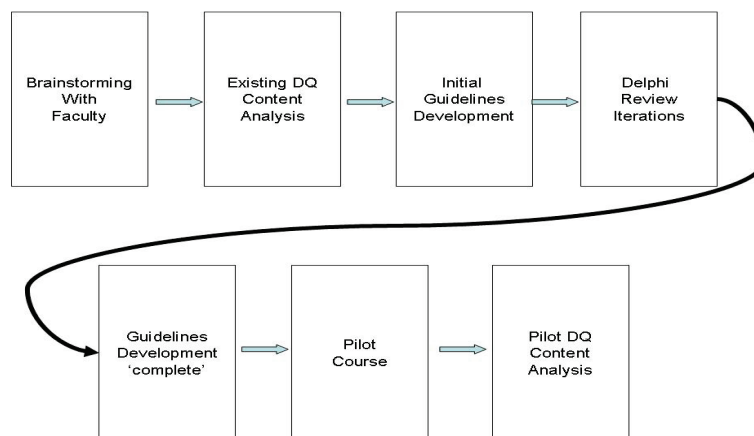 Brainstorming
With
Faculty
Existing DQ
Content
Analysis
Initial
Guidelines
Development
Delphi
Review
Iterations
Guidelines
Development
‘complete’
Pilot
Course
Pilot DQ
Content
Analysis